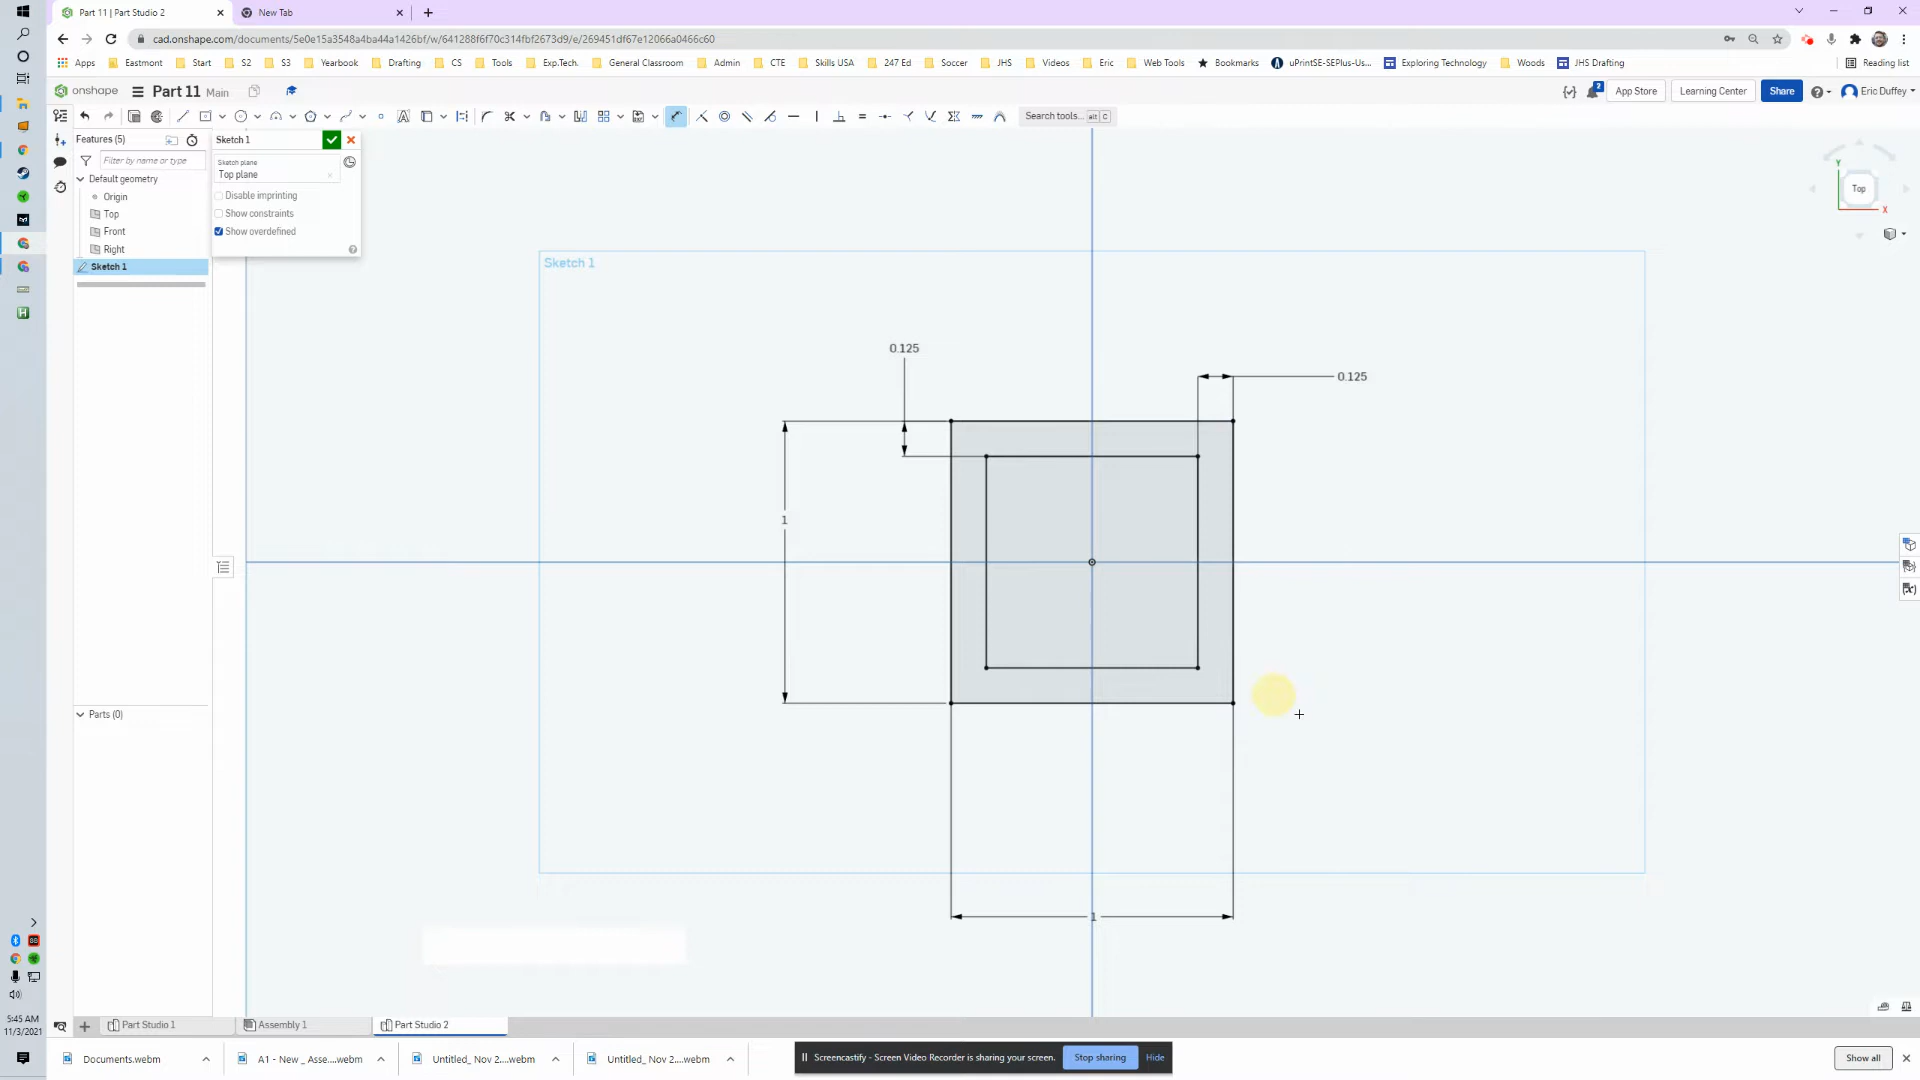 Part 11 | Part Studio 2
New Tab
cad.onshape.com/documents/5e0e15a3548a4ba44a1426bf/w/641288f6f70c314fbf2673d9/e/269451df67e12066a0466c60
Apps Eastmont Start S2 S3 Yearbook Drafting CS Tools Exp.Tech. General Classroom Admin CTE Skills USA 247 Ed Soccer JHS Videos Eric Web Tools Bookmarks uPrintSE-SEPlus-Us... Exploring Technology Woods JHS Drafting Reading list
onshape Part 11 Main 2 App Store Learning Center Share Eric Duffey
Search tools... alt C
Features (5)
Filter by name or type
Default geometry
Origin
Top
Front
Right
Sketch 1
Parts (0)
Sketch 1
Sketch plane
Top plane
Disable imprinting
Show constraints
Show overdefined
Y
Top
X
Sketch 1
0.125
0.125
1
1
5:45 AM
11/3/2021
Part Studio 1
Assembly 1
Part Studio 2
Documents.webm
A1 - New _ Asse....webm
Untitled_ Nov 2....webm
Untitled_ Nov 2....webm
Screencastify - Screen Video Recorder is sharing your screen.
Stop sharing
Hide
Show all